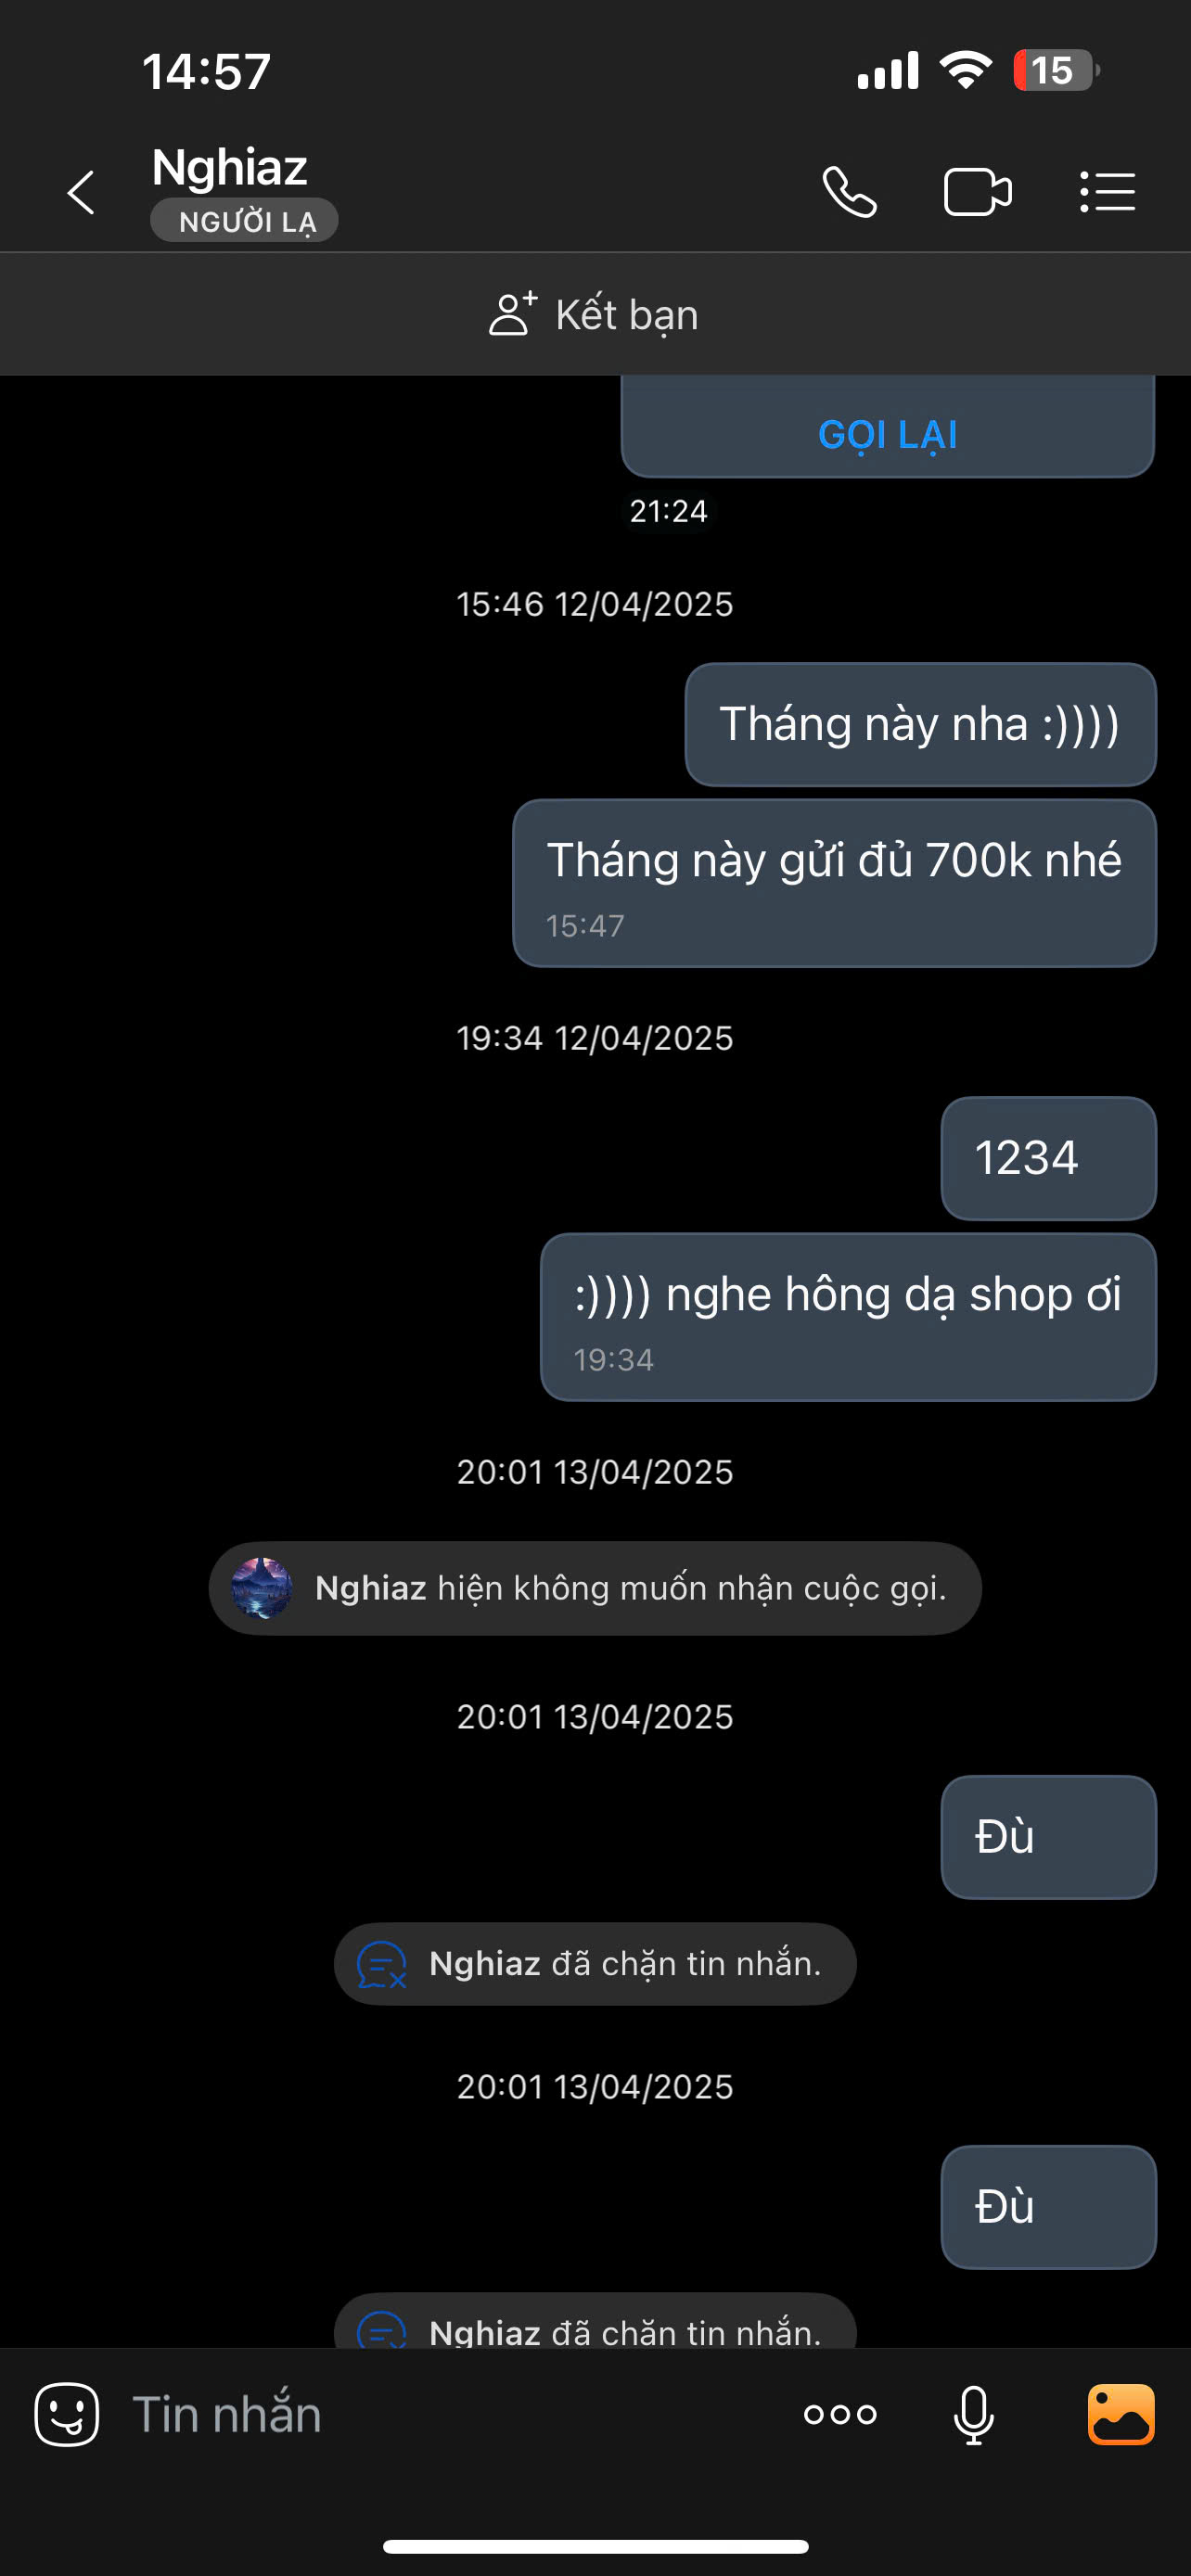 14:57
15
Nghiaz
NGƯỜI LẠ
Kết bạn
GỌI LẠI
21:24
15:46 12/04/2025
Tháng này nha :))))
Tháng này gửi đủ 700k nhé
15:47
19:34 12/04/2025
1234
:)))) nghe hông dạ shop ơi
19:34
20:01 13/04/2025
Nghiaz hiện không muốn nhận cuộc gọi.
20:01 13/04/2025
Đù
Nghiaz đã chặn tin nhắn.
20:01 13/04/2025
Đù
Nghiaz đã chặn tin nhắn.
Tin nhắn